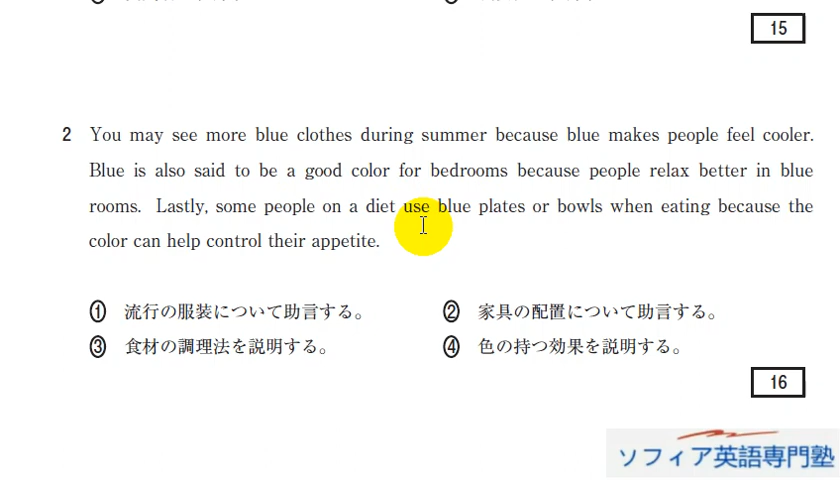 15
2 You may see more blue clothes during summer because blue makes people feel cooler.
Blue is also said to be a good color for bedrooms because people relax better in blue
rooms. Lastly, some people on a diet use blue plates or bowls when eating because the
color can help control their appetite.
① 流行の服装について助言する。 ② 家具の配置について助言する。
③ 食材の調理法を説明する。 ④ 色の持つ効果を説明する。
16
ソフィア英語専門塾